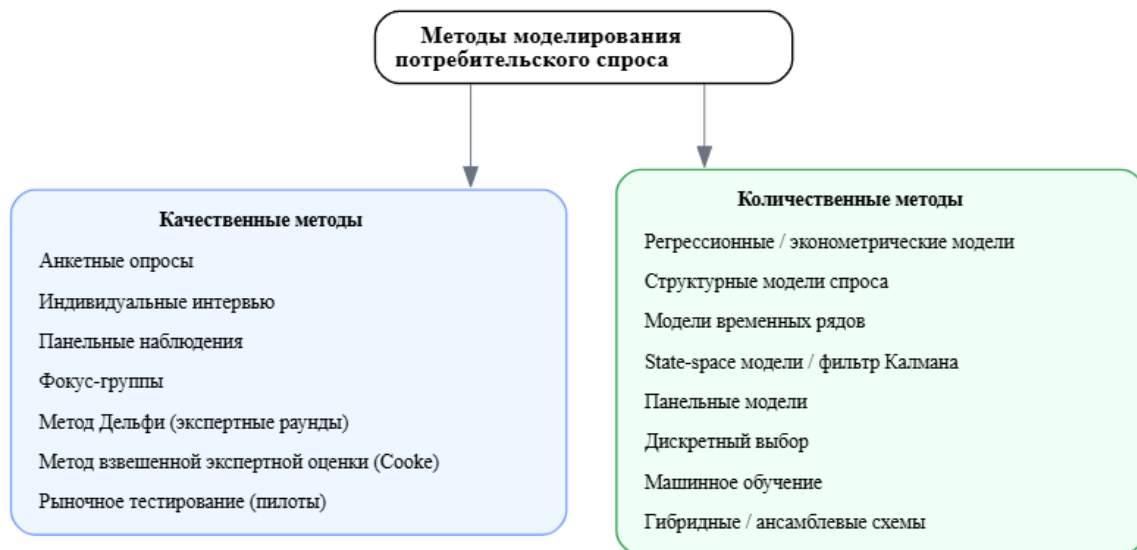 Методы моделирования
потребительского спроса
Качественные методы
Анкетные опросы
Индивидуальные интервью
Панельные наблюдения
Фокус-группы
Метод Дельфи (экспертные раунды)
Метод взвешенной экспертной оценки (Cooke)
Рыночное тестирование (пилоты)
Количественные методы
Регрессионные / эконометрические модели
Структурные модели спроса
Модели временных рядов
State-space модели / фильтр Калмана
Панельные модели
Дискретный выбор
Машинное обучение
Гибридные / ансамблевые схемы